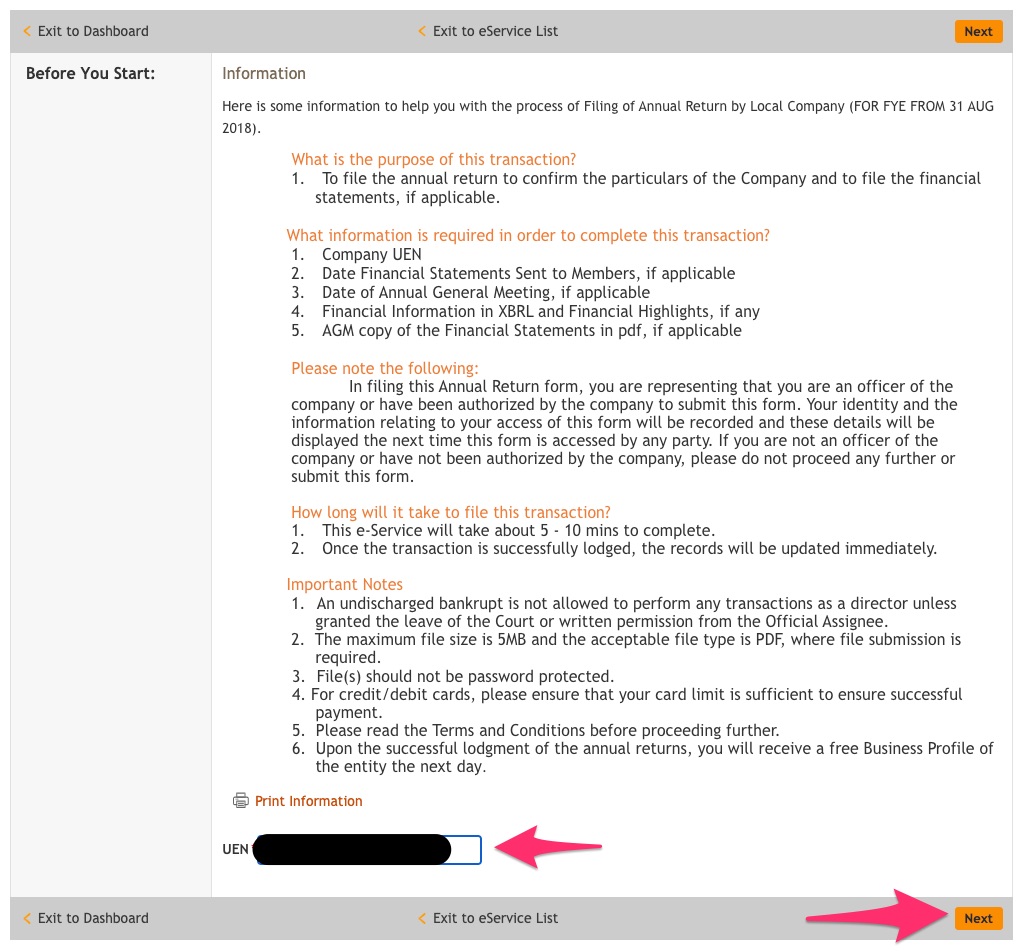 Exit to Dashboard
Exit to eService List
Next
Before You Start:
Information
Here is some information to help you with the process of Filing of Annual Return by Local Company (FOR FYE FROM 31 AUG
2018).
What is the purpose of this transaction?
1. To file the annual return to confirm the particulars of the Company and to file the financial
statements, if applicable.
What information is required in order to complete this transaction?
1. Company UEN
2. Date Financial Statements Sent to Members, if applicable
3. Date of Annual General Meeting, if applicable
4. Financial Information in XBRL and Financial Highlights, if any
5. AGM copy of the Financial Statements in pdf, if applicable
Please note the following:
In filing this Annual Return form, you are representing that you are an officer of the
company or have been authorized by the company to submit this form. Your identity and the
information relating to your access of this form will be recorded and these details will be
displayed the next time this form is accessed by any party. If you are not an officer of the
company or have not been authorized by the company, please do not proceed any further or
submit this form.
How long will it take to file this transaction?
1. This e-Service will take about 5 - 10 mins to complete.
2. Once the transaction is successfully lodged, the records will be updated immediately.
Important Notes
1. An undischarged bankrupt is not allowed to perform any transactions as a director unless
granted the leave of the Court or written permission from the Official Assignee.
2. The maximum file size is 5MB and the acceptable file type is PDF, where file submission is
required.
3. File(s) should not be password protected.
4. For credit/debit cards, please ensure that your card limit is sufficient to ensure successful
payment.
5. Please read the Terms and Conditions before proceeding further.
6. Upon the successful lodgment of the annual returns, you will receive a free Business Profile of
the entity the next day.
Print Information
UEN
Exit to Dashboard
Exit to eService List
Next